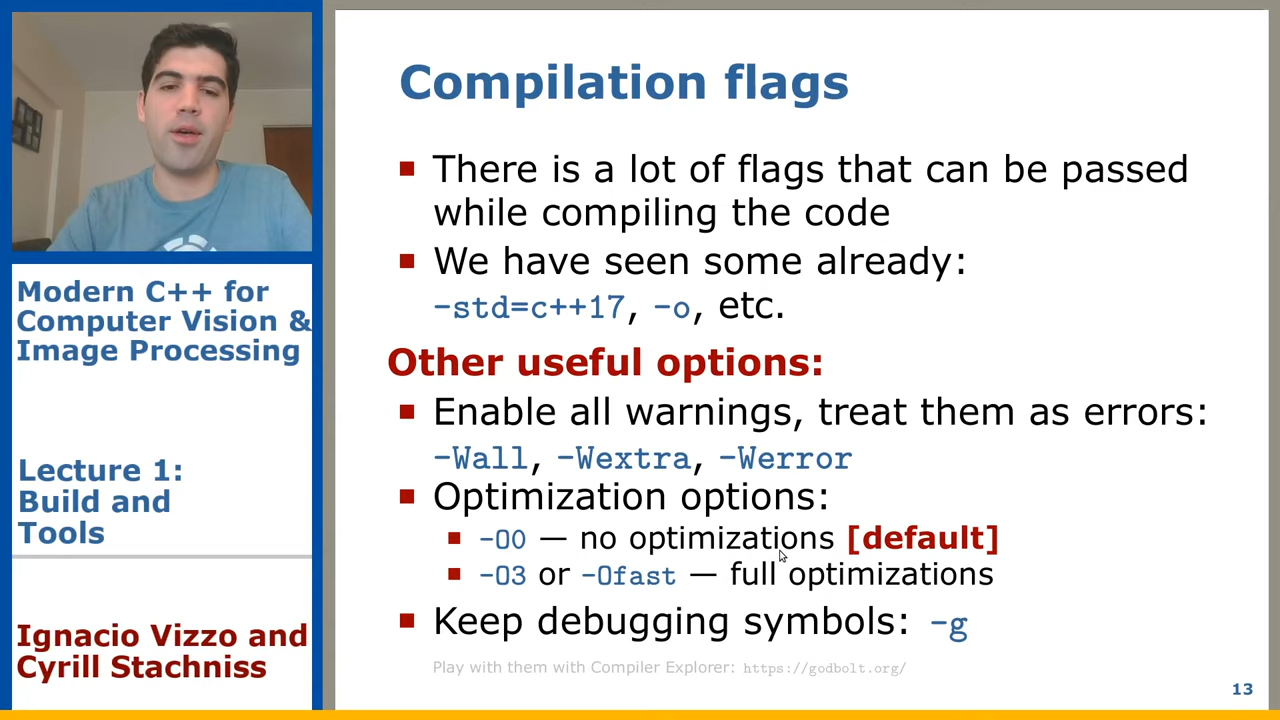 Compilation flags
■ There is a lot of flags that can be passed
while compiling the code
■ We have seen some already:
-std=c++17, -o, etc.
Other useful options:
■ Enable all warnings, treat them as errors:
-Wall, -Wextra, -Werror
■ Optimization options:
■ -O0 — no optimizations [default]
■ -O3 or -Ofast — full optimizations
■ Keep debugging symbols: -g
Play with them with Compiler Explorer: https://godbolt.org/
13
Modern C++ for
Computer Vision &
Image Processing
Lecture 1:
Build and
Tools
Ignacio Vizzo and
Cyrill Stachniss